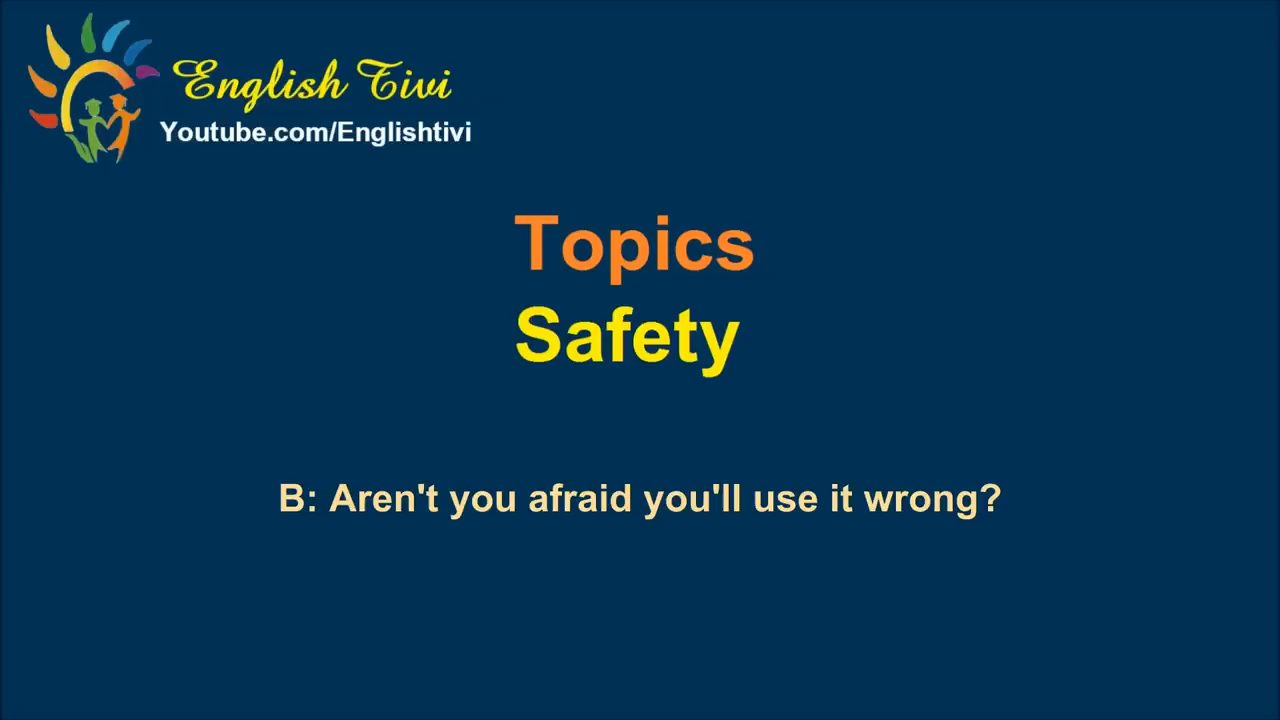 English Tivi
Youtube.com/Englishtivi
Topics
Safety
B: Aren't you afraid you'll use it wrong?